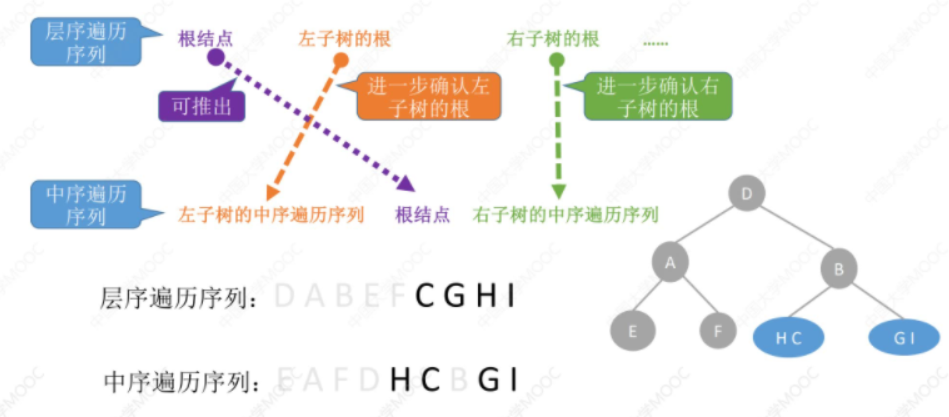 层序遍历
序列
根结点 左子树的根 右子树的根 ……
可推出
进一步确认左
子树的根
进一步确认右
子树的根
中序遍历
序列
左子树的中序遍历序列 根结点 右子树的中序遍历序列
D
A B
E F H C G I
层序遍历序列: D A B E F C G H I
中序遍历序列: E A F D H C B G I
中国大学MOOC